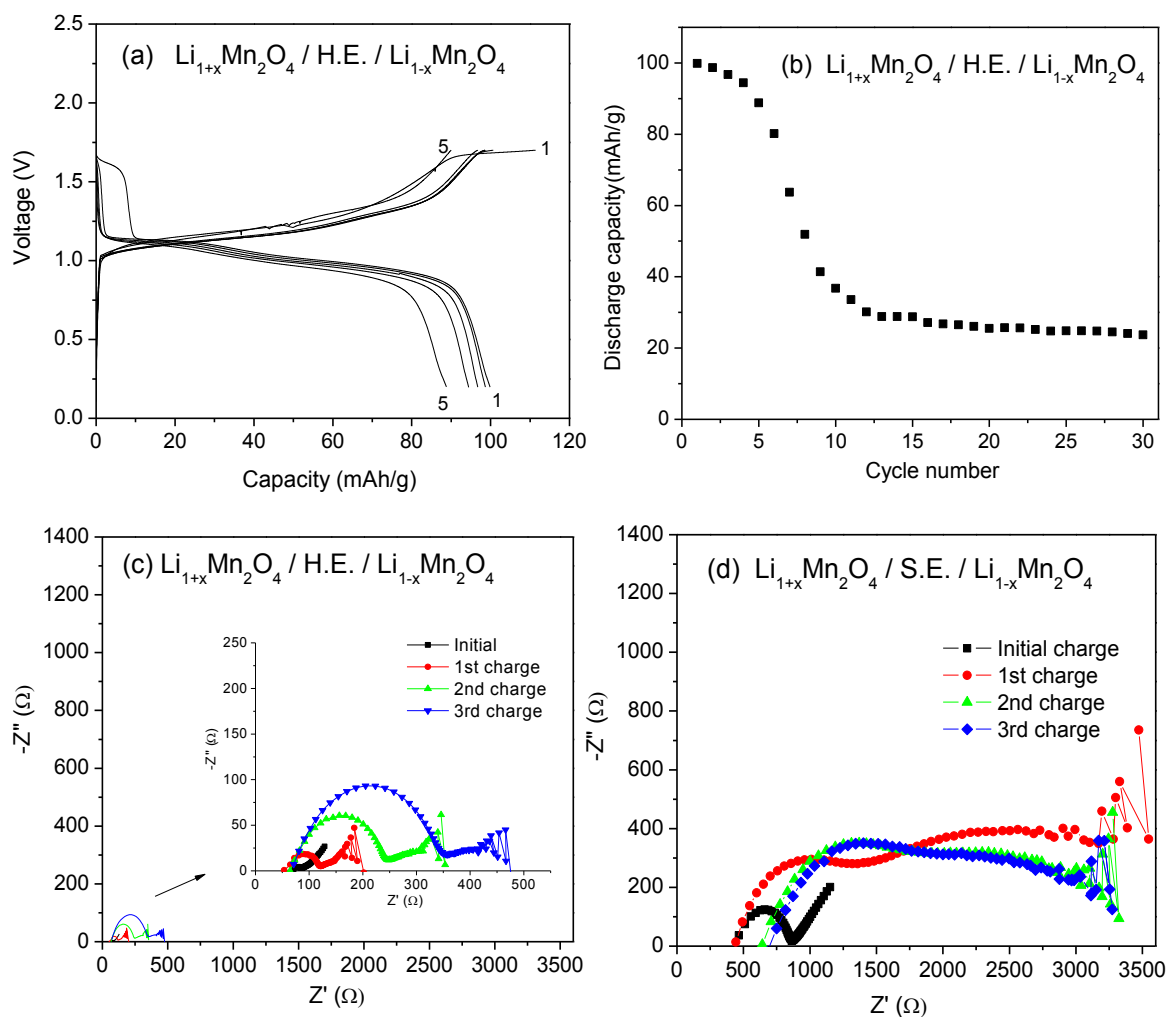 (a) Li1+xMn2O4 / H.E. / Li1-xMn2O4
2.5
2.0
1.5
1.0
0.5
0.0
Voltage (V)
5
1
5
1
0 20 40 60 80 100 120
Capacity (mAh/g)
(b) Li1+xMn2O4 / H.E. / Li1-xMn2O4
100
80
60
40
20
0
Discharge capacity(mAh/g)
0 5 10 15 20 25 30
Cycle number
(c) Li1+xMn2O4 / H.E. / Li1-xMn2O4
1400
1200
1000
800
600
400
200
0
-Z'' (Ω)
250
200
150
100
50
0
-Z'' (Ω)
Initial
1st charge
2nd charge
3rd charge
0 100 200 300 400 500
Z' (Ω)
0 500 1000 1500 2000 2500 3000 3500
Z' (Ω)
(d) Li1+xMn2O4 / S.E. / Li1-xMn2O4
1400
1200
1000
800
600
400
200
0
-Z'' (Ω)
Initial charge
1st charge
2nd charge
3rd charge
0 500 1000 1500 2000 2500 3000 3500
Z' (Ω)